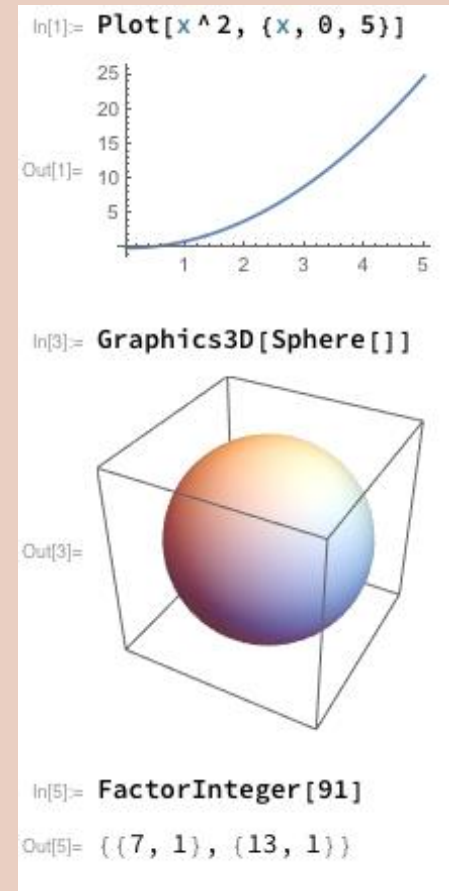 In[1]:= Plot[x^2, {x, 0, 5}]
Out[1]=
25
20
15
10
5
1 2 3 4 5
In[3]:= Graphics3D[Sphere[]]
Out[3]=
In[5]:= FactorInteger[91]
Out[5]= {{7, 1}, {13, 1}}